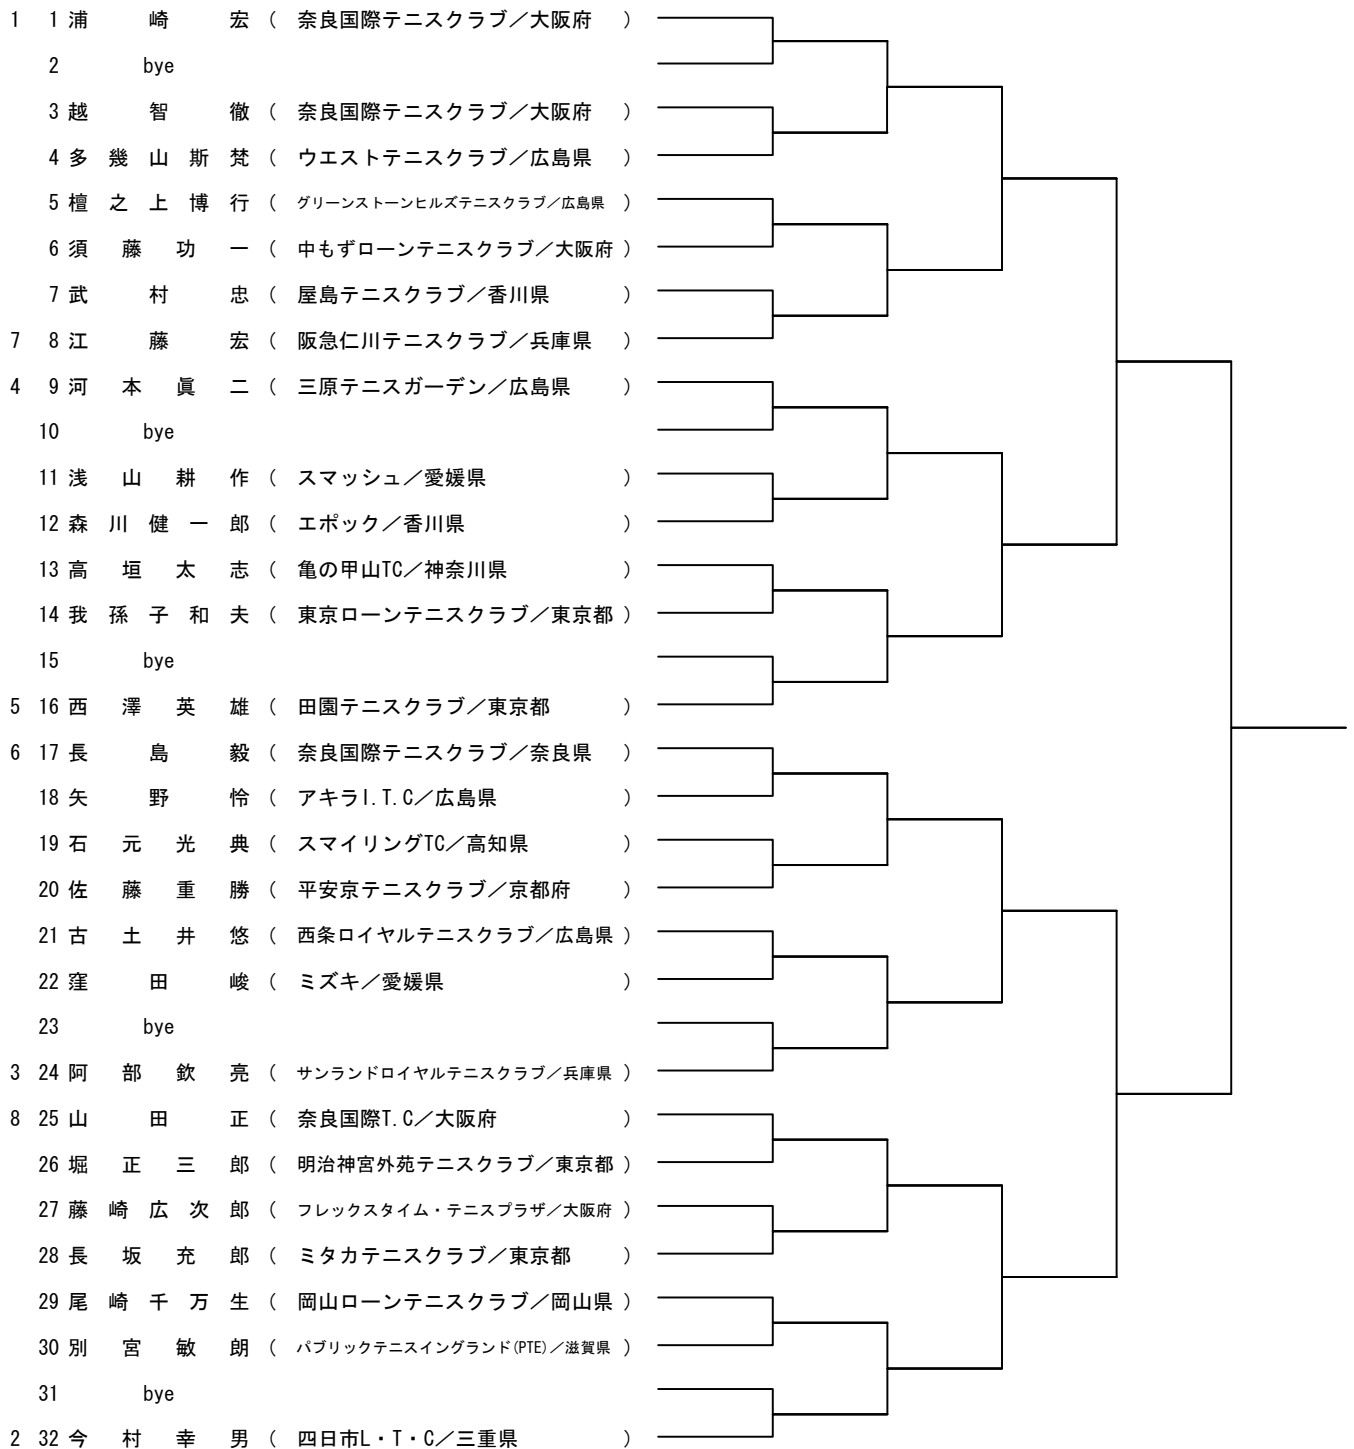 1 1 浦崎宏 ( 奈良国際テニスクラブ／大阪府 )
2 bye
3 越智徹 ( 奈良国際テニスクラブ／大阪府 )
4 多幾山斯梵 ( ウエストテニスクラブ／広島県 )
5 檀之上博行 ( グリーンストーンヒルズテニスクラブ／広島県 )
6 須藤功一 ( 中もずローンテニスクラブ／大阪府 )
7 武村忠 ( 屋島テニスクラブ／香川県 )
7 8 江藤宏 ( 阪急仁川テニスクラブ／兵庫県 )
4 9 河本眞二 ( 三原テニスガーデン／広島県 )
10 bye
11 浅山耕作 ( スマッシュ／愛媛県 )
12 森川健一郎 ( エポック／香川県 )
13 高垣太志 ( 亀の甲山TC／神奈川県 )
14 我孫子和夫 ( 東京ローンテニスクラブ／東京都 )
15 bye
5 16 西澤英雄 ( 田園テニスクラブ／東京都 )
6 17 長島毅 ( 奈良国際テニスクラブ／奈良県 )
18 矢野怜 ( アキラI.T.C／広島県 )
19 石元光典 ( スマイリングTC／高知県 )
20 佐藤重勝 ( 平安京テニスクラブ／京都府 )
21 古土井悠 ( 西条ロイヤルテニスクラブ／広島県 )
22 窪田峻 ( ミズキ／愛媛県 )
23 bye
3 24 阿部欽亮 ( サンランドロイヤルテニスクラブ／兵庫県 )
8 25 山田正 ( 奈良国際T.C／大阪府 )
26 堀正三郎 ( 明治神宮外苑テニスクラブ／東京都 )
27 藤崎広次郎 ( フレックスタイム・テニスプラザ／大阪府 )
28 長坂充郎 ( ミタカテニスクラブ／東京都 )
29 尾崎千万生 ( 岡山ローンテニスクラブ／岡山県 )
30 別宮敏朗 ( パブリックテニスイングランド(PTE)／滋賀県 )
31 bye
2 32 今村幸男 ( 四日市L・T・C／三重県 )